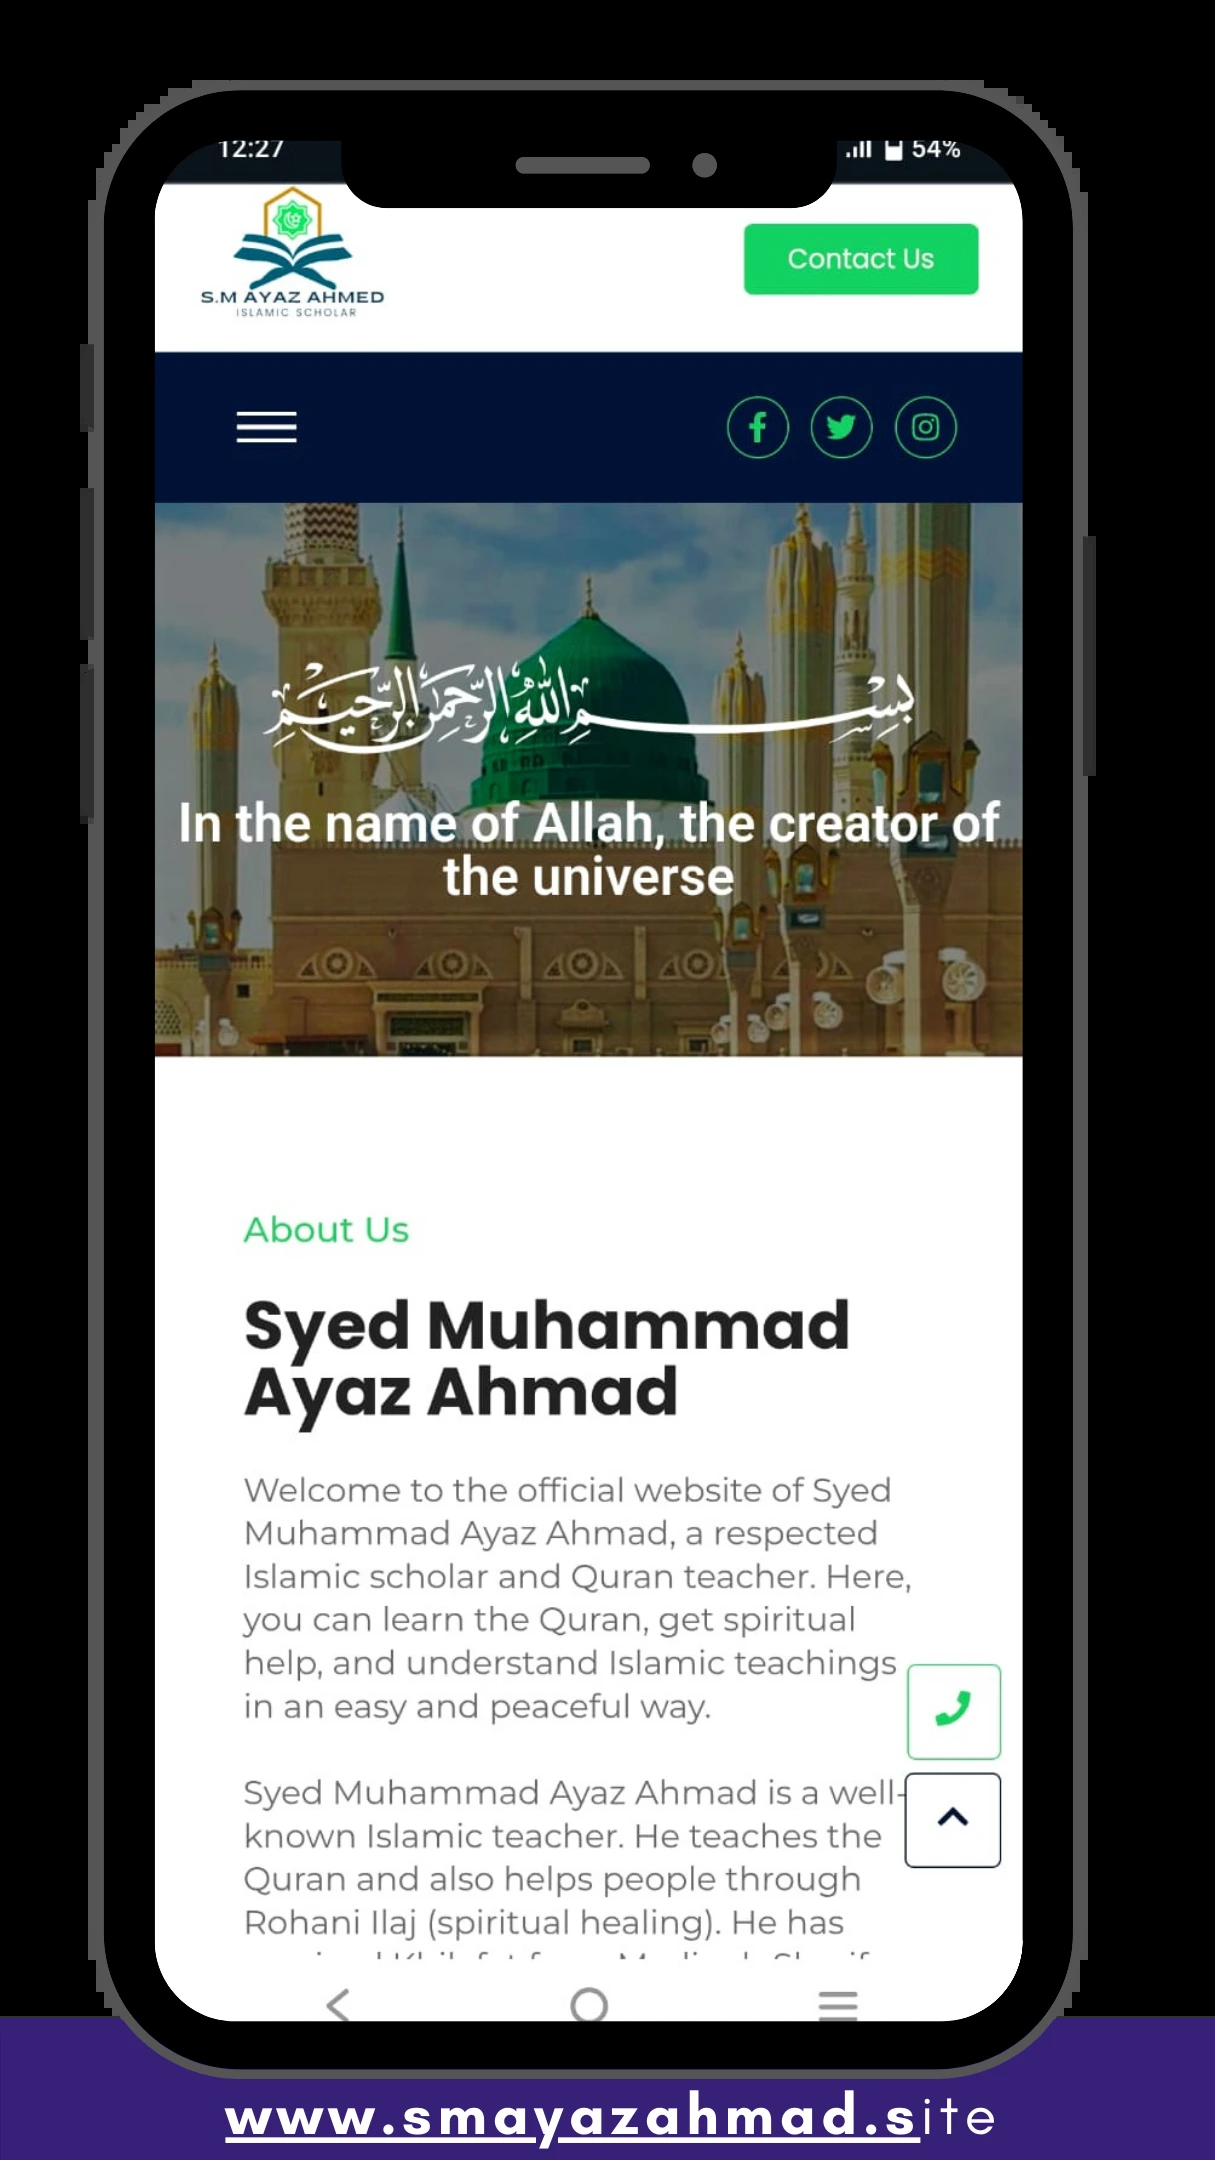 12:27
54%
S.M AYAZ AHMED
ISLAMIC SCHOLAR
Contact Us
بِسْمِ اللهِ الرَّحْمٰنِ الرَّحِيْمِ
In the name of Allah, the creator of
the universe
About Us
Syed Muhammad
Ayaz Ahmad
Welcome to the official website of Syed
Muhammad Ayaz Ahmad, a respected
Islamic scholar and Quran teacher. Here,
you can learn the Quran, get spiritual
help, and understand Islamic teachings
in an easy and peaceful way.
Syed Muhammad Ayaz Ahmad is a well-
known Islamic teacher. He teaches the
Quran and also helps people through
Rohani Ilaj (spiritual healing). He has
www.smayazahmad.site